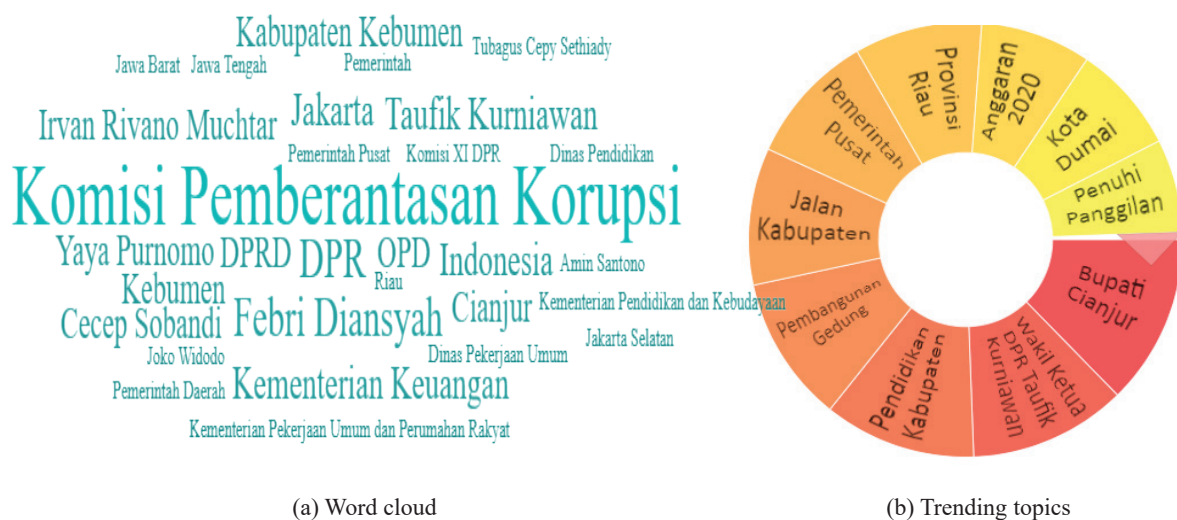 Kabupaten Kebumen
Tubagus Cepy Sethiady
Jawa Barat
Jawa Tengah
Pemerintah
Irvan Rivano Muchtar
Jakarta
Taufik Kurniawan
Pemerintah Pusat
Komisi XI DPR
Dinas Pendidikan
Komisi Pemberantasan Korupsi
Yaya Purnomo
DPRD
DPR
OPD
Indonesia
Amin Santono
Riau
Kebumen
Cecep Sobandi
Febri Diansyah
Cianjur
Kementerian Pendidikan dan Kebudayaan
Joko Widodo
Dinas Pekerjaan Umum
Jakarta Selatan
Pemerintah Daerah
Kementerian Keuangan
Kementerian Pekerjaan Umum dan Perumahan Rakyat
(a) Word cloud
Provinsi
Riau
Anggaran
2020
Kota
Dumai
Penuhi
Panggilan
Bupati
Cianjur
Wakil Ketua
DPR Taufik
Kurniawan
Pendidikan
Kabupaten
Pembangunan
Gedung
Jalan
Kabupaten
Pemerintah
Pusat
(b) Trending topics